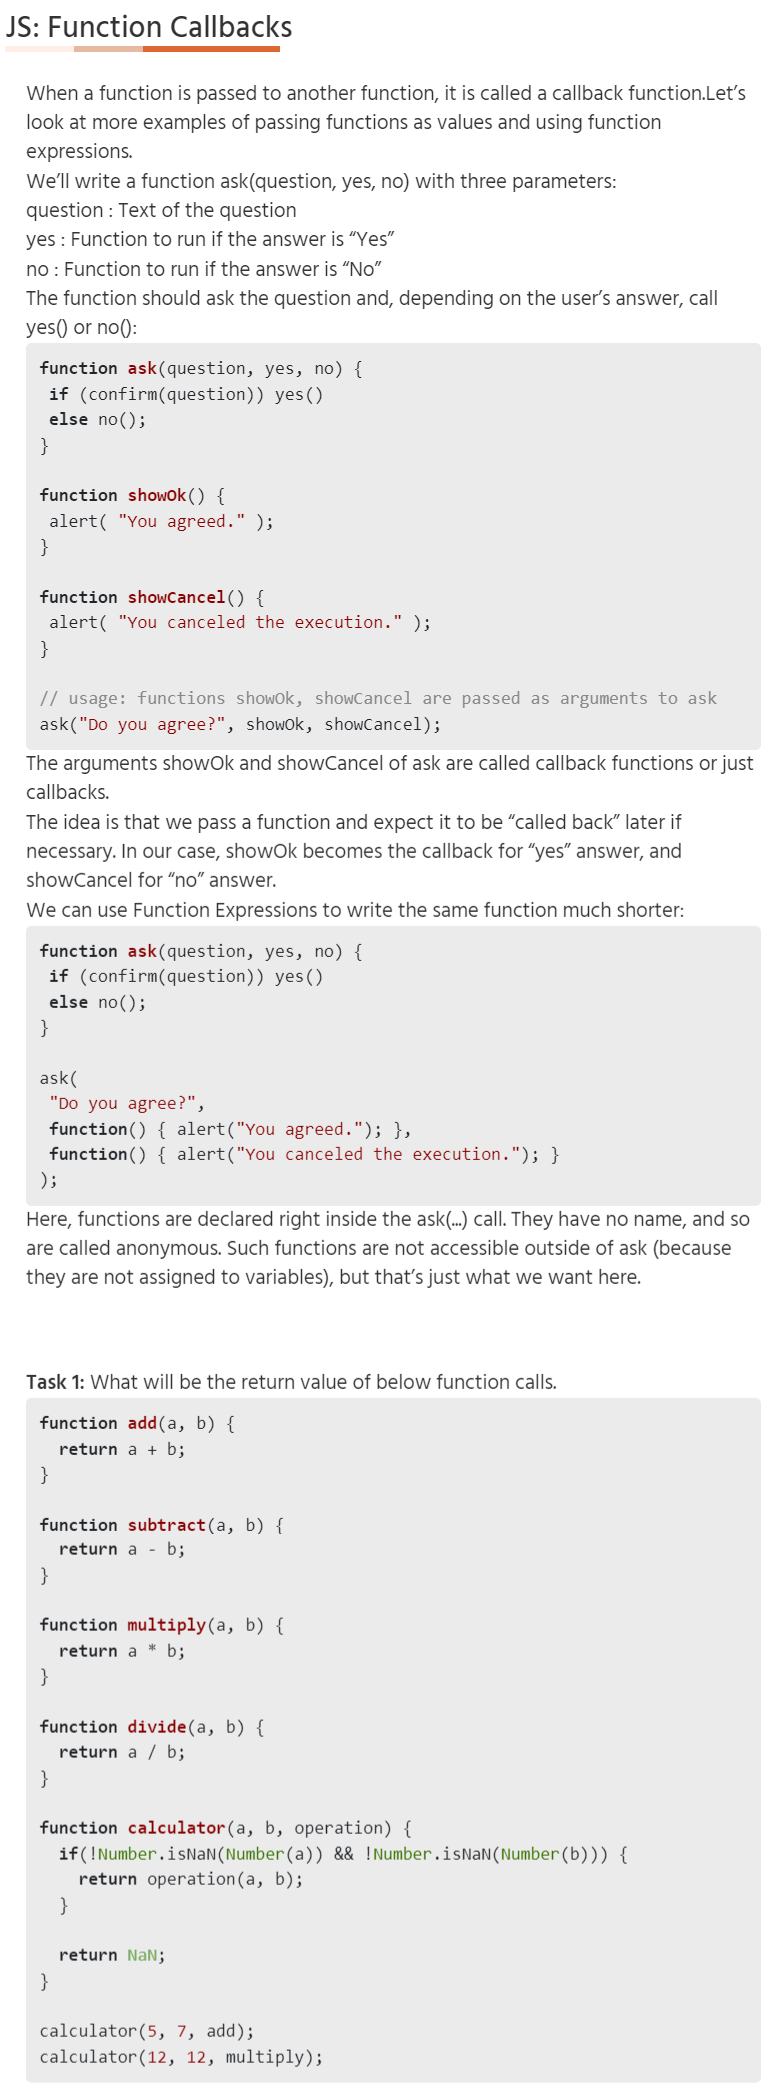 JS: Function Callbacks
When a function is passed to another function, it is called a callback function.Let’s
look at more examples of passing functions as values and using function
expressions.
We’ll write a function ask(question, yes, no) with three parameters:
question : Text of the question
yes : Function to run if the answer is “Yes”
no : Function to run if the answer is “No”
The function should ask the question and, depending on the user’s answer, call
yes() or no():
function ask(question, yes, no) {
 if (confirm(question)) yes()
 else no();
}
function showOk() {
 alert( "You agreed." );
}
function showCancel() {
 alert( "You canceled the execution." );
}
// usage: functions showOk, showCancel are passed as arguments to ask
ask("Do you agree?", showOk, showCancel);
The arguments showOk and showCancel of ask are called callback functions or just
callbacks.
The idea is that we pass a function and expect it to be “called back” later if
necessary. In our case, showOk becomes the callback for “yes” answer, and
showCancel for “no” answer.
We can use Function Expressions to write the same function much shorter:
function ask(question, yes, no) {
 if (confirm(question)) yes()
 else no();
}
ask(
 "Do you agree?",
 function() { alert("You agreed."); },
 function() { alert("You canceled the execution."); }
);
Here, functions are declared right inside the ask(...) call. They have no name, and so
are called anonymous. Such functions are not accessible outside of ask (because
they are not assigned to variables), but that’s just what we want here.
Task 1: What will be the return value of below function calls.
function add(a, b) {
  return a + b;
}
function subtract(a, b) {
  return a - b;
}
function multiply(a, b) {
  return a * b;
}
function divide(a, b) {
  return a / b;
}
function calculator(a, b, operation) {
  if(!Number.isNaN(Number(a)) && !Number.isNaN(Number(b))) {
    return operation(a, b);
  }
  return NaN;
}
calculator(5, 7, add);
calculator(12, 12, multiply);